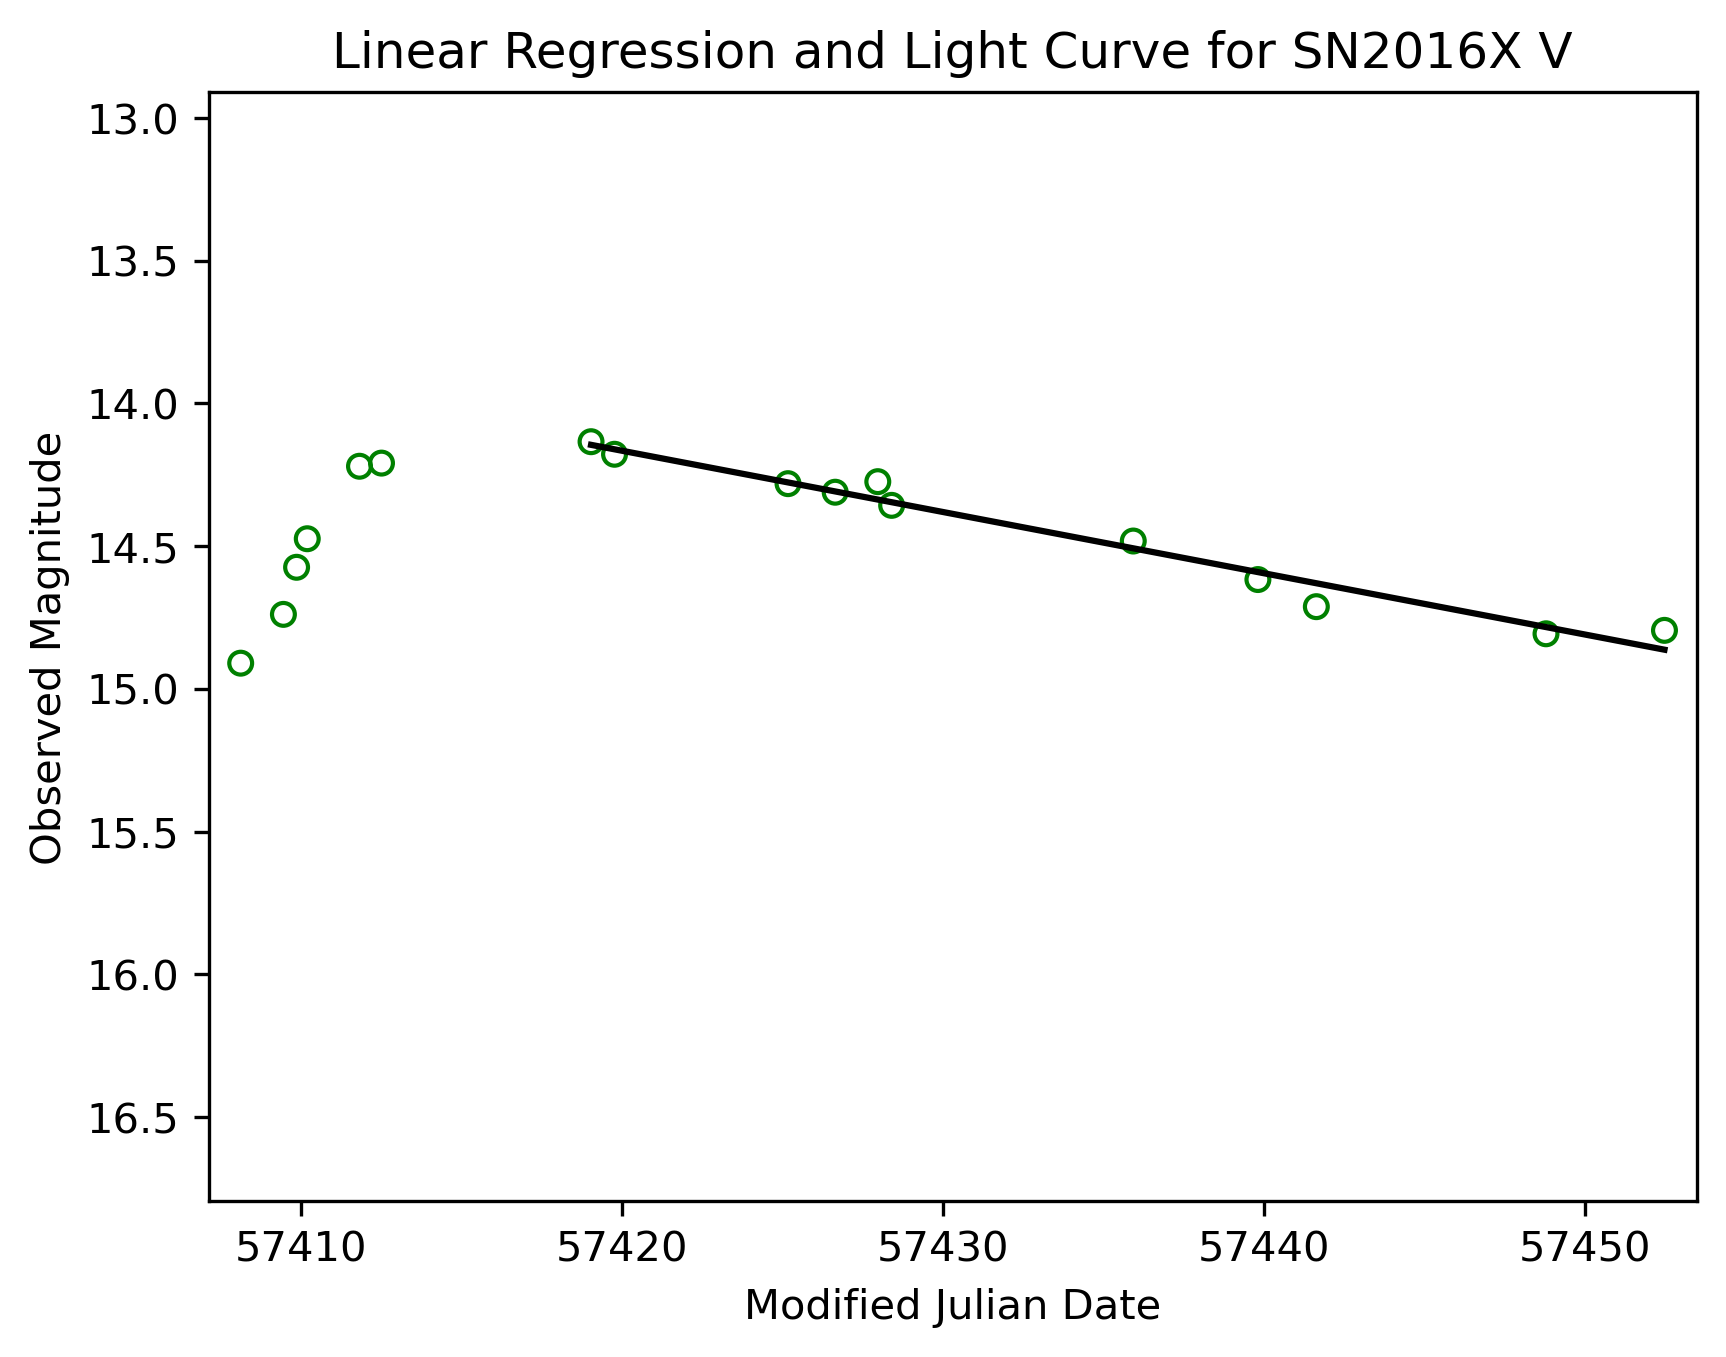 Linear Regression and Light Curve for SN2016X V
13.0
13.5
14.0
14.5
15.0
15.5
16.0
16.5
Observed Magnitude
57410 57420 57430 57440 57450
Modified Julian Date